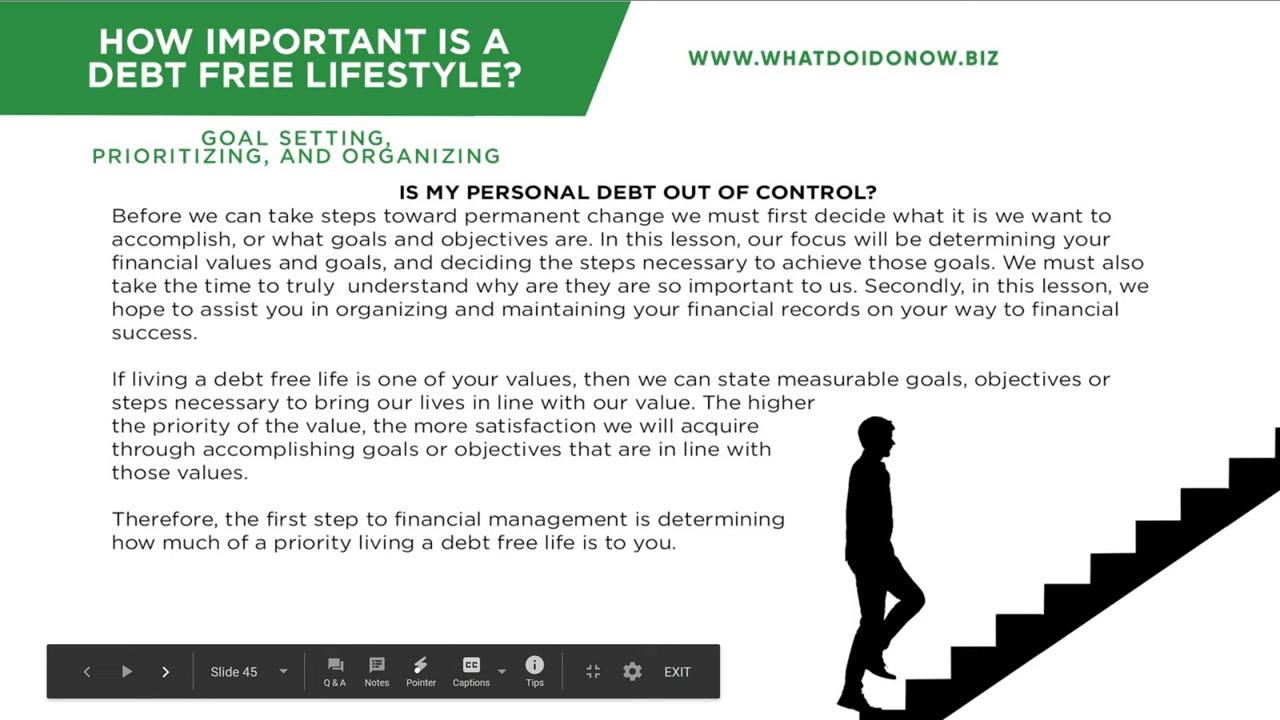 HOW IMPORTANT IS A
DEBT FREE LIFESTYLE?
WWW.WHATDOIDONOW.BIZ
GOAL SETTING,
PRIORITIZING, AND ORGANIZING
IS MY PERSONAL DEBT OUT OF CONTROL?
Before we can take steps toward permanent change we must first decide what it is we want to
accomplish, or what goals and objectives are. In this lesson, our focus will be determining your
financial values and goals, and deciding the steps necessary to achieve those goals. We must also
take the time to truly understand why are they are so important to us. Secondly, in this lesson, we
hope to assist you in organizing and maintaining your financial records on your way to financial
success.
If living a debt free life is one of your values, then we can state measurable goals, objectives or
steps necessary to bring our lives in line with our value. The higher
the priority of the value, the more satisfaction we will acquire
through accomplishing goals or objectives that are in line with
those values.
Therefore, the first step to financial management is determining
how much of a priority living a debt free life is to you.
Slide 45
Q & A
Notes
Pointer
CC
Captions
Tips
EXIT